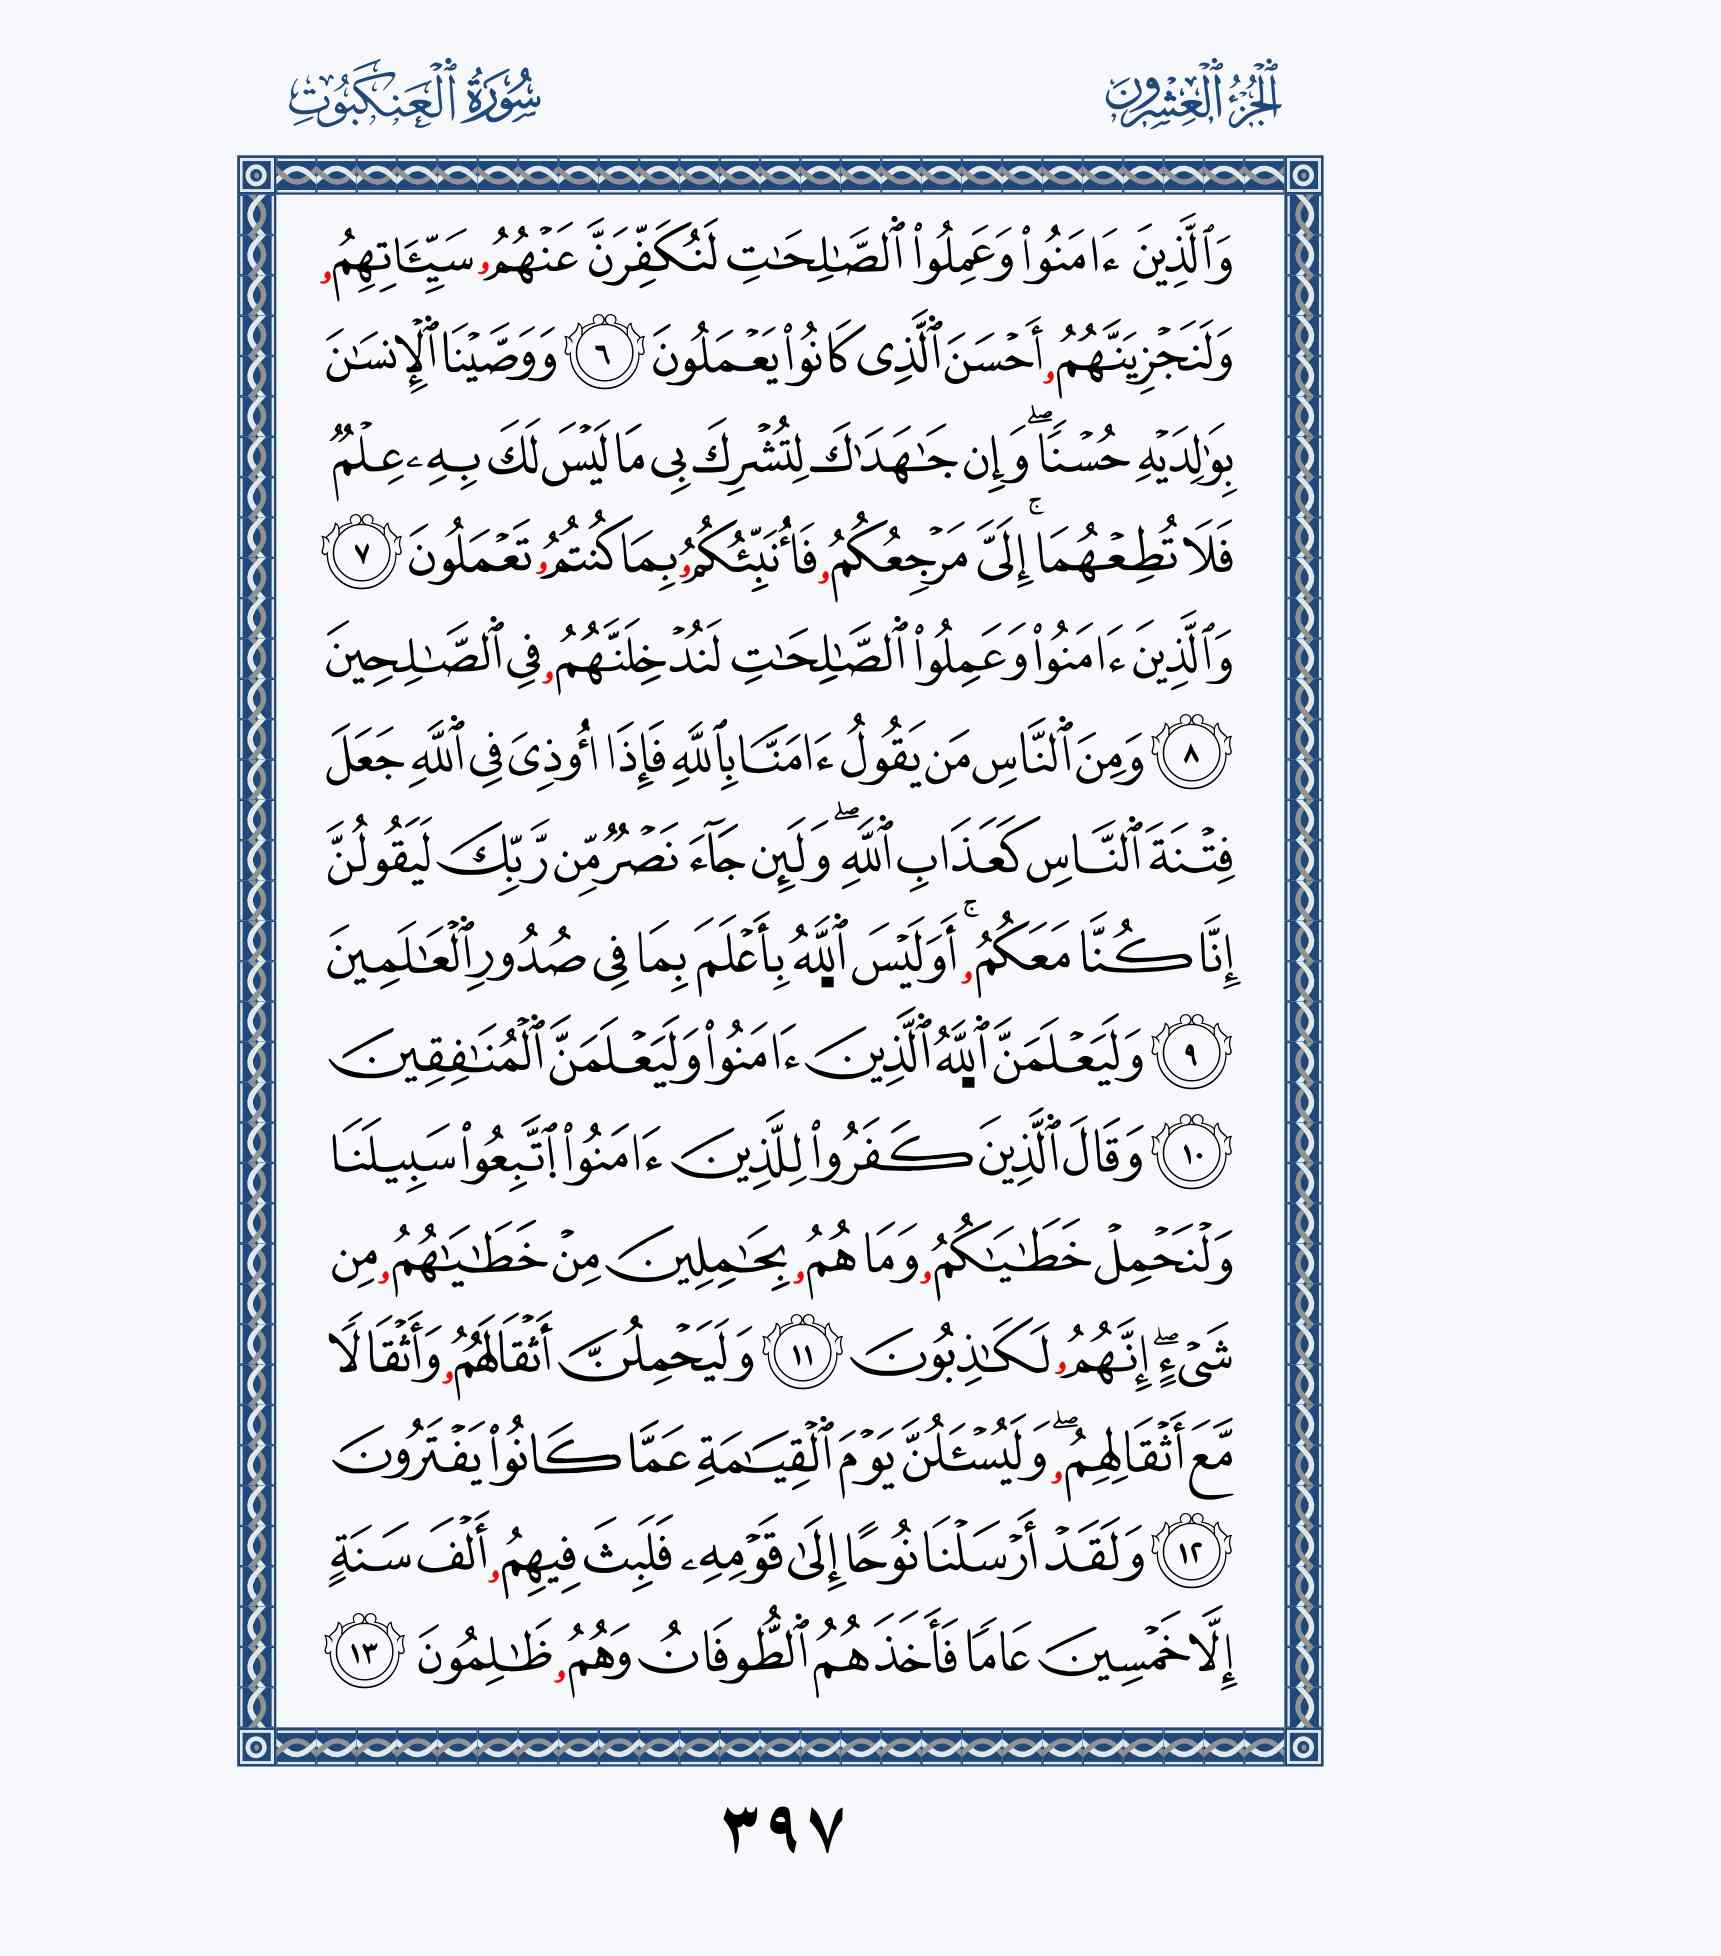 الجُزْءُ ٱلْعِشْرُونَ
سُورَةُ ٱلْعَنكَبُوتِ
وَٱلَّذِينَ ءَامَنُوا۟ وَعَمِلُوا۟ ٱلصَّـٰلِحَـٰتِ لَنُكَفِّرَنَّ عَنْهُمُۥ سَيِّـَٔاتِهِمُۥ
وَلَنَجْزِيَنَّهُمُۥ أَحْسَنَ ٱلَّذِى كَانُوا۟ يَعْمَلُونَ ٦ وَوَصَّيْنَا ٱلْإِنسَـٰنَ
بِوَٰلِدَيْهِ حُسْنًا ۖ وَإِن جَـٰهَدَٰكَ لِتُشْرِكَ بِى مَا لَيْسَ لَكَ بِهِۦ عِلْمٌ
فَلَا تُطِعْهُمَا ۚ إِلَىَّ مَرْجِعُكُمُۥ فَأُنَبِّئُكُمُۥ بِمَا كُنتُمُۥ تَعْمَلُونَ ٧
وَٱلَّذِينَ ءَامَنُوا۟ وَعَمِلُوا۟ ٱلصَّـٰلِحَـٰتِ لَنُدْخِلَنَّهُمُۥ فِي ٱلصَّـٰلِحِينَ
٨ وَمِنَ ٱلنَّاسِ مَن يَقُولُ ءَامَنَّا بِٱللَّهِ فَإِذَا أُوذِىَ فِى ٱللَّهِ جَعَلَ
فِتْنَةَ ٱلنَّاسِ كَعَذَابِ ٱللَّهِ ۖ وَلَئِن جَآءَ نَصْرٌ مِّن رَّبِّكَ لَيَقُولُنَّ
إِنَّا كُنَّا مَعَكُمُۥ ۚ أَوَلَيْسَ ٱللَّهُ بِأَعْلَمَ بِمَا فِى صُدُورِ ٱلْعَـٰلَمِينَ
٩ وَلَيَعْلَمَنَّ ٱللَّهُ ٱلَّذِينَ ءَامَنُوا۟ وَلَيَعْلَمَنَّ ٱلْمُنَـٰفِقِينَ
١٠ وَقَالَ ٱلَّذِينَ كَفَرُوا۟ لِلَّذِينَ ءَامَنُوا۟ ٱتَّبِعُوا۟ سَبِيلَنَا
وَلْنَحْمِلْ خَطَـٰيَـٰكُمُۥ وَمَا هُمُۥ بِحَـٰمِلِينَ مِنْ خَطَـٰيَـٰهُمُۥ مِن
شَىْءٍ ۖ إِنَّهُمُۥ لَكَـٰذِبُونَ ١١ وَلَيَحْمِلُنَّ أَثْقَالَهُمُۥ وَأَثْقَالًا
مَّعَ أَثْقَالِهِمُۥ ۖ وَلَيُسْـَٔلُنَّ يَوْمَ ٱلْقِيَـٰمَةِ عَمَّا كَانُوا۟ يَفْتَرُونَ
١٢ وَلَقَدْ أَرْسَلْنَا نُوحًا إِلَىٰ قَوْمِهِۦ فَلَبِثَ فِيهِمُۥ أَلْفَ سَنَةٍ
إِلَّا خَمْسِينَ عَامًا فَأَخَذَهُمُ ٱلطُّوفَانُ وَهُمُۥ ظَـٰلِمُونَ ١٣
٣٩٧